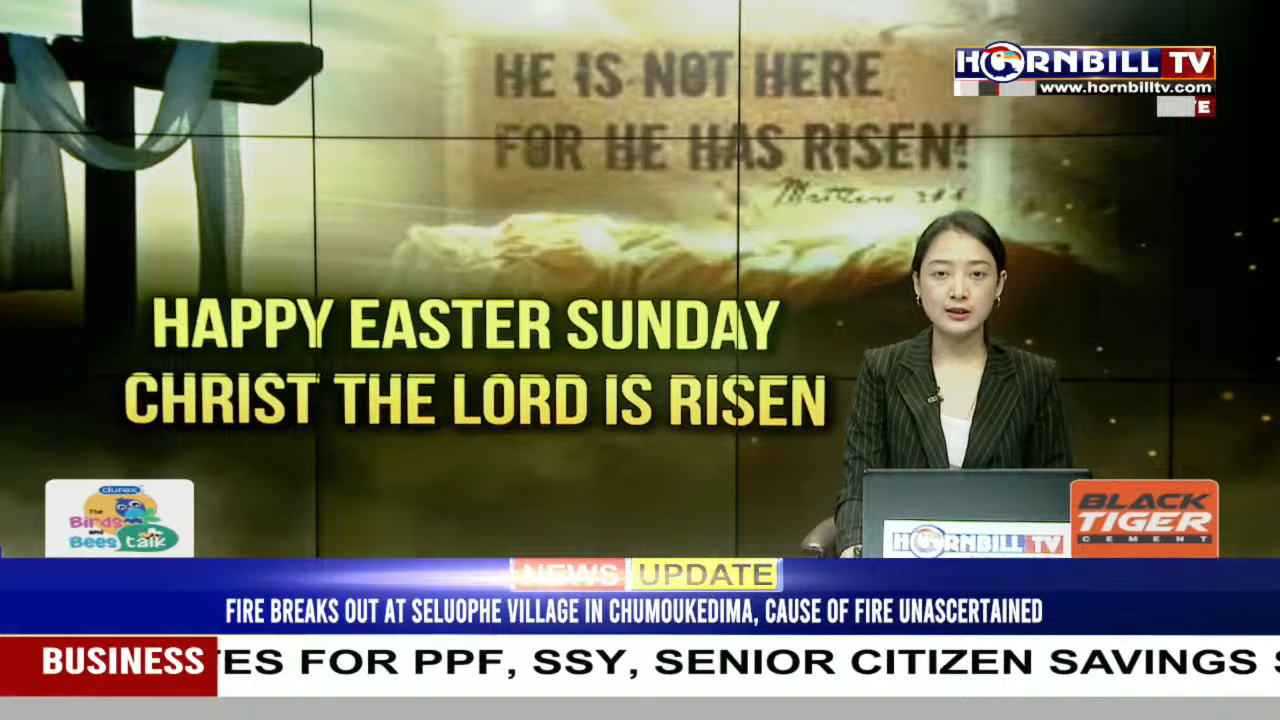 HE IS NOT HERE
FOR HE HAS RISEN!
HORNBILL TV
www.hornbilltv.com
HAPPY EASTER SUNDAY
CHRIST THE LORD IS RISEN
durex
The
Birds
and
Bees talk
BLACK
TIGER
CEMENT
HORNBILL TV
NEWS UPDATE
FIRE BREAKS OUT AT SELUOPHE VILLAGE IN CHUMOUKEDIMA, CAUSE OF FIRE UNASCERTAINED
BUSINESS TES FOR PPF, SSY, SENIOR CITIZEN SAVINGS S